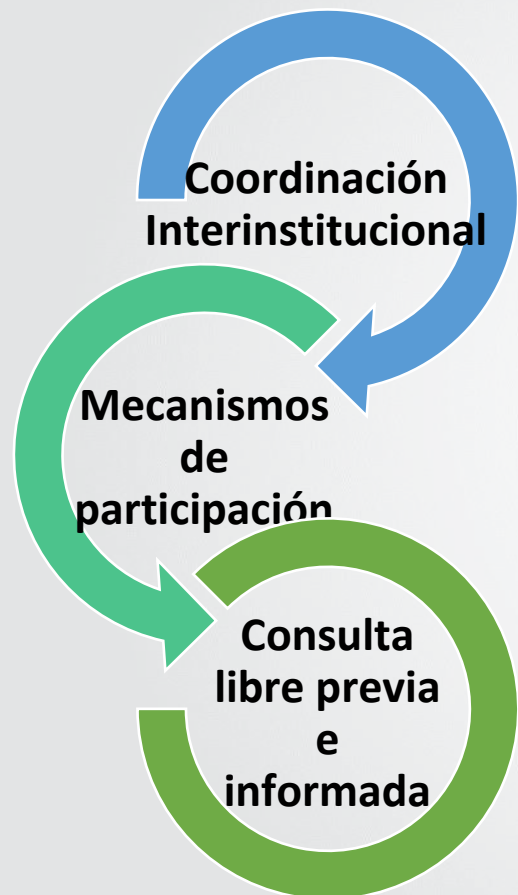 Coordinación
Interinstitucional
Mecanismos
de
participación
Consulta
libre previa
e
informada